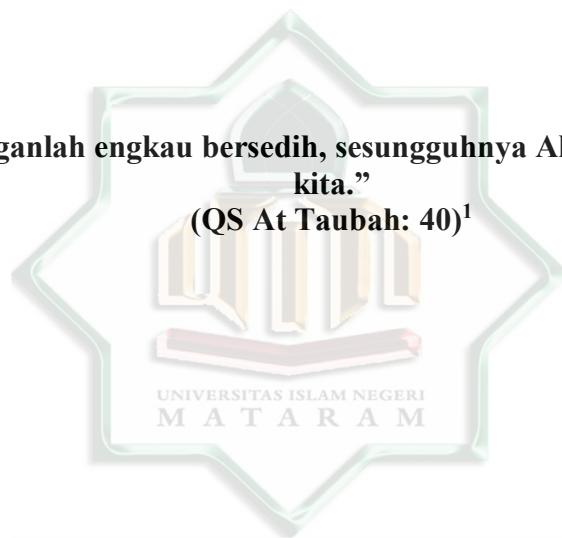 ganlah engkau bersedih, sesungguhnya Al
kita.”
(QS At Taubah: 40)¹
UNIVERSITAS ISLAM NEGERI
MATARAM